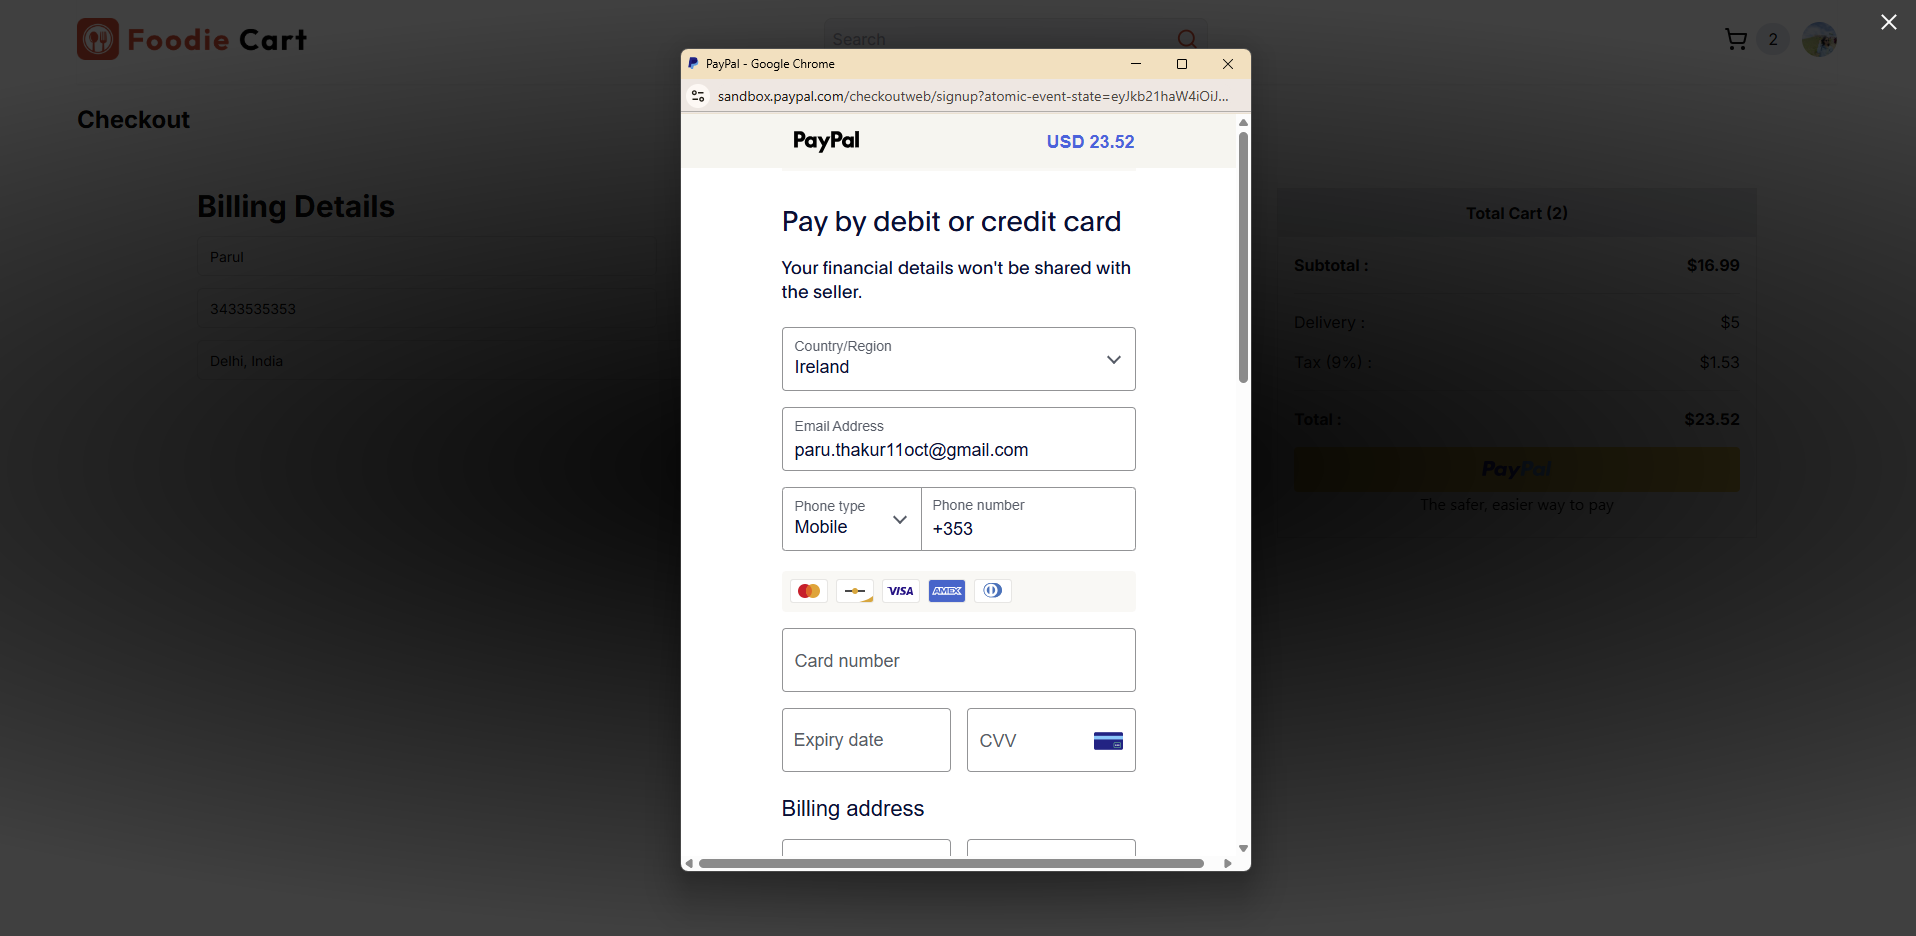 Foodie Cart
Search
2
Checkout
Billing Details
Parul
3433535353
Delhi, India
PayPal - Google Chrome
sandbox.paypal.com/checkoutweb/signup?atomic-event-state=eyJkb21haW4iOiJ...
PayPal
USD 23.52
Pay by debit or credit card
Your financial details won't be shared with
the seller.
Country/Region
Ireland
Email Address
paru.thakur11oct@gmail.com
Phone type
Mobile
Phone number
+353
VISA
AMEX
Card number
Expiry date
CVV
Billing address
Total Cart (2)
Subtotal : $16.99
Delivery : $5
Tax (9%) : $1.53
Total : $23.52
PayPal
The safer, easier way to pay